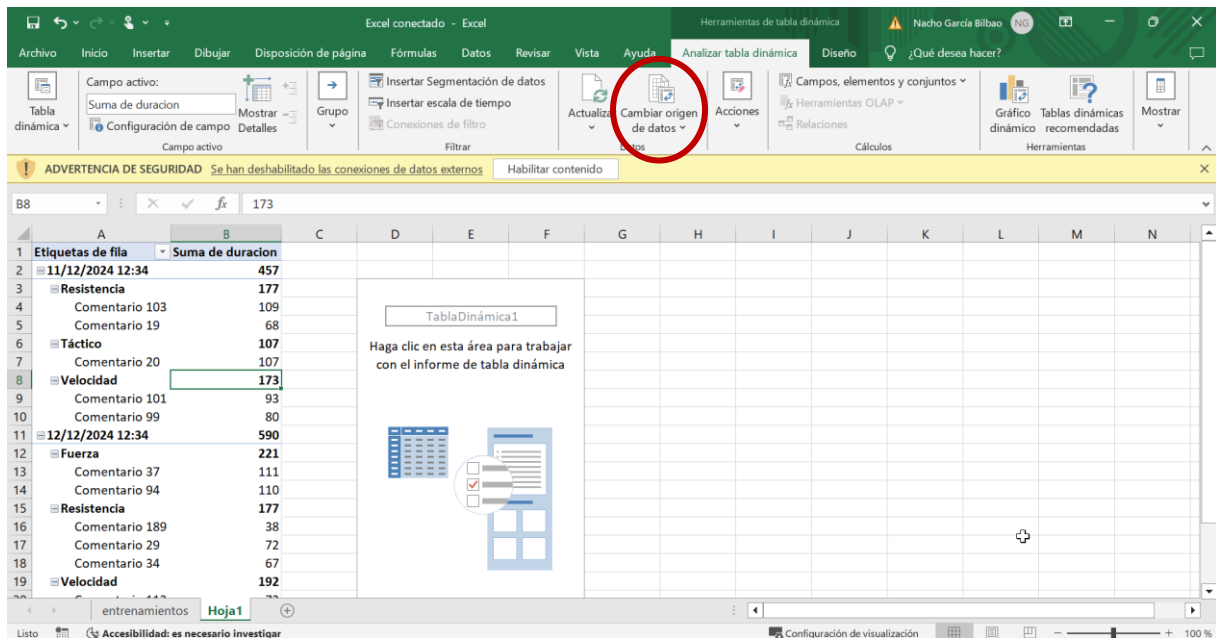 Excel conectado - Excel
Herramientas de tabla dinámica
Nacho García Bilbao NG
Archivo Inicio Insertar Dibujar Disposición de página Fórmulas Datos Revisar Vista Ayuda Analizar tabla dinámica Diseño ¿Qué desea hacer?
Tabla dinámica
Campo activo:
Suma de duracion
Configuración de campo
Mostrar Detalles
Campo activo
Grupo
Insertar Segmentación de datos
Insertar escala de tiempo
Conexiones de filtro
Filtrar
Actualizar
Cambiar origen de datos
Datos
Acciones
Campos, elementos y conjuntos
Herramientas OLAP
Relaciones
Cálculos
Gráfico dinámico
Tablas dinámicas recomendadas
Herramientas
Mostrar
ADVERTENCIA DE SEGURIDAD Se han deshabilitado las conexiones de datos externos Habilitar contenido
B8 fx 173
A B C D E F G H I J K L M N
1 Etiquetas de fila Suma de duracion
2 11/12/2024 12:34 457
3 Resistencia 177
4 Comentario 103 109
5 Comentario 19 68
6 Táctico 107
7 Comentario 20 107
8 Velocidad 173
9 Comentario 101 93
10 Comentario 99 80
11 12/12/2024 12:34 590
12 Fuerza 221
13 Comentario 37 111
14 Comentario 94 110
15 Resistencia 177
16 Comentario 189 38
17 Comentario 29 72
18 Comentario 34 67
19 Velocidad 192
TablaDinámica1
Haga clic en esta área para trabajar
con el informe de tabla dinámica
entrenamientos Hoja1
Listo Accesibilidad: es necesario investigar Configuración de visualización 100 %